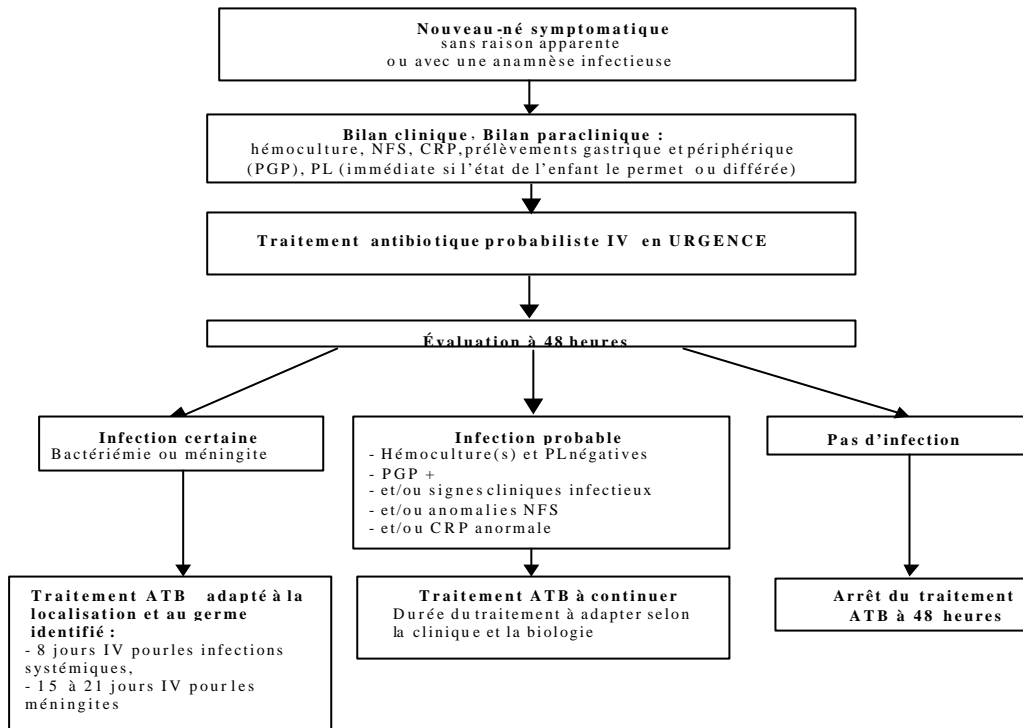 Nouveau-né symptomatique
sans raison apparente
ou avec une anamnèse infectieuse
Bilan clinique, Bilan paraclinique :
hémoculture, NFS, CRP, prélèvements gastrique et périphérique
(PGP), PL (immédiate si l'état de l'enfant le permet ou différée)
Traitement antibiotique probabiliste IV en URGENCE
Évaluation à 48 heures
Infection certaine
Bactériémie ou méningite
Infection probable
- Hémoculture(s) et PL négatives
- PGP +
- et/ou signes cliniques infectieux
- et/ou anomalies NFS
- et/ou CRP anormale
Pas d'infection
Traitement ATB adapté à la
localisation et au germe
identifié :
- 8 jours IV pour les infections
systémiques,
- 15 à 21 jours IV pour les
méningites
Traitement ATB à continuer
Durée du traitement à adapter selon
la clinique et la biologie
Arrêt du traitement
ATB à 48 heures